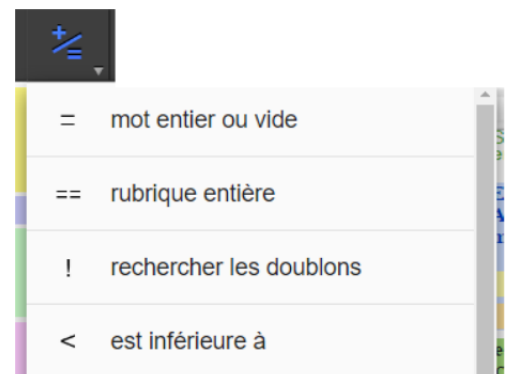 = mot entier ou vide
== rubrique entière
! rechercher les doublons
< est inférieure à